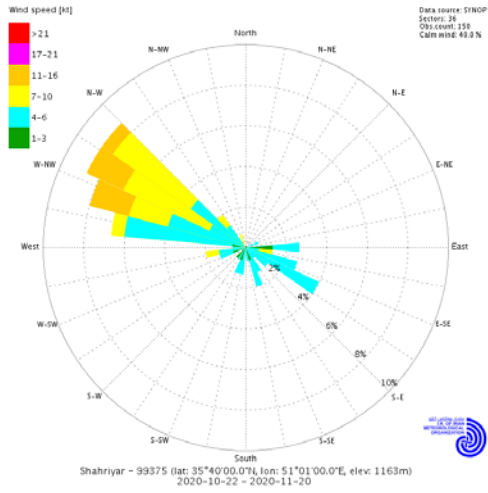 Wind speed [kt]
>21
17-21
11-16
7-10
4-6
1-3
Data source: SYNOP
Sectors: 36
Obs.count: 150
Calm wind: 40.0 %
North
N-NW
N-NE
N-W
N-E
W-NW
E-NE
West
East
2%
4%
W-SW
E-SE
6%
8%
10%
S-W
S-E
S-SW
S-SE
South
I.R. OF IRAN
METEOROLOGICAL
ORGANIZATION
Shahriyar - 99375 (lat: 35°40'00.0"N, lon: 51°01'00.0"E, elev: 1163m)
2020-10-22 - 2020-11-20